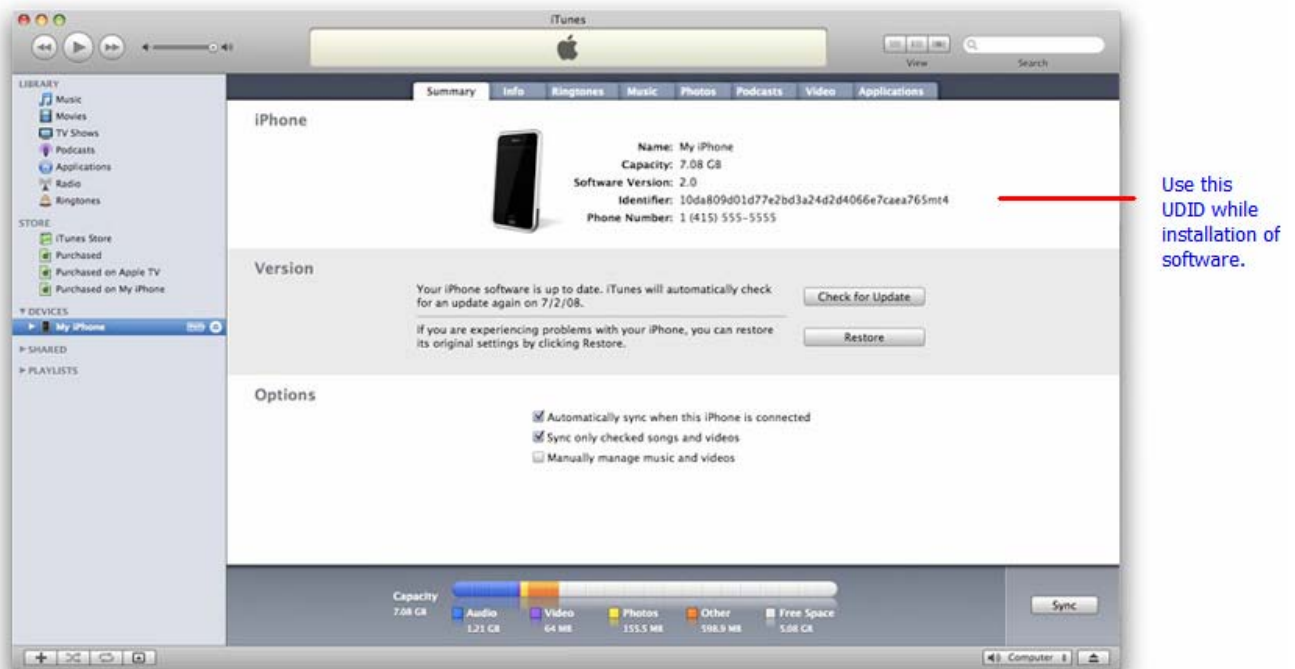 iTunes
View
Search
LIBRARY
Music
Movies
TV Shows
Podcasts
Applications
Radio
Ringtones
STORE
iTunes Store
Purchased
Purchased on Apple TV
Purchased on My iPhone
DEVICES
My iPhone
SHARED
PLAYLISTS
Summary Info Ringtones Music Photos Podcasts Video Applications
iPhone
Name: My iPhone
Capacity: 7.08 GB
Software Version: 2.0
Identifier: 10da809d01d77e2bd3a24d2d4066e7caea765mt4
Phone Number: 1 (415) 555-5555
Use this
UDID while
installation of
software.
Version
Your iPhone software is up to date. iTunes will automatically check
for an update again on 7/2/08.
Check for Update
If you are experiencing problems with your iPhone, you can restore
its original settings by clicking Restore.
Restore
Options
Automatically sync when this iPhone is connected
Sync only checked songs and videos
Manually manage music and videos
Capacity
7.08 GB
Audio
1.21 GB
Video
64 MB
Photos
155.5 MB
Other
598.9 MB
Free Space
5.08 GB
Sync
Computer